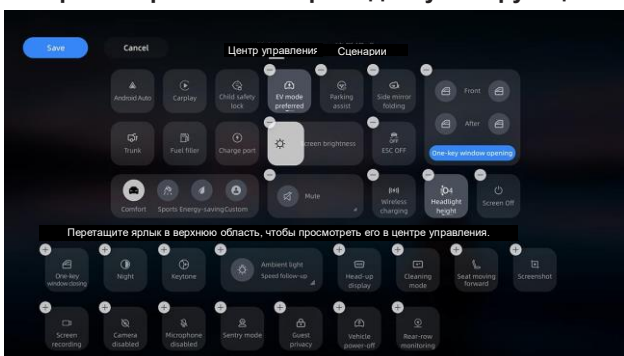 Save Cancel Центр управления Сценарии
Android Auto Carplay Child safety lock EV mode preferred Parking assist Side mirror folding Front
After
Trunk Fuel filler Charge port Screen brightness OFF ESC OFF One-key window opening
Comfort Sports Energy-saving Custom Mute Wireless charging Headlight height Screen Off
Перетащите ярлык в верхнюю область, чтобы просмотреть его в центре управления.
One-key window closing Night Keytone Ambient light Speed follow-up Head-up display Cleaning mode Seat moving forward Screenshot
Screen recording Camera disabled Microphone disabled Sentry mode Guest privacy Vehicle power-off Rear-row monitoring